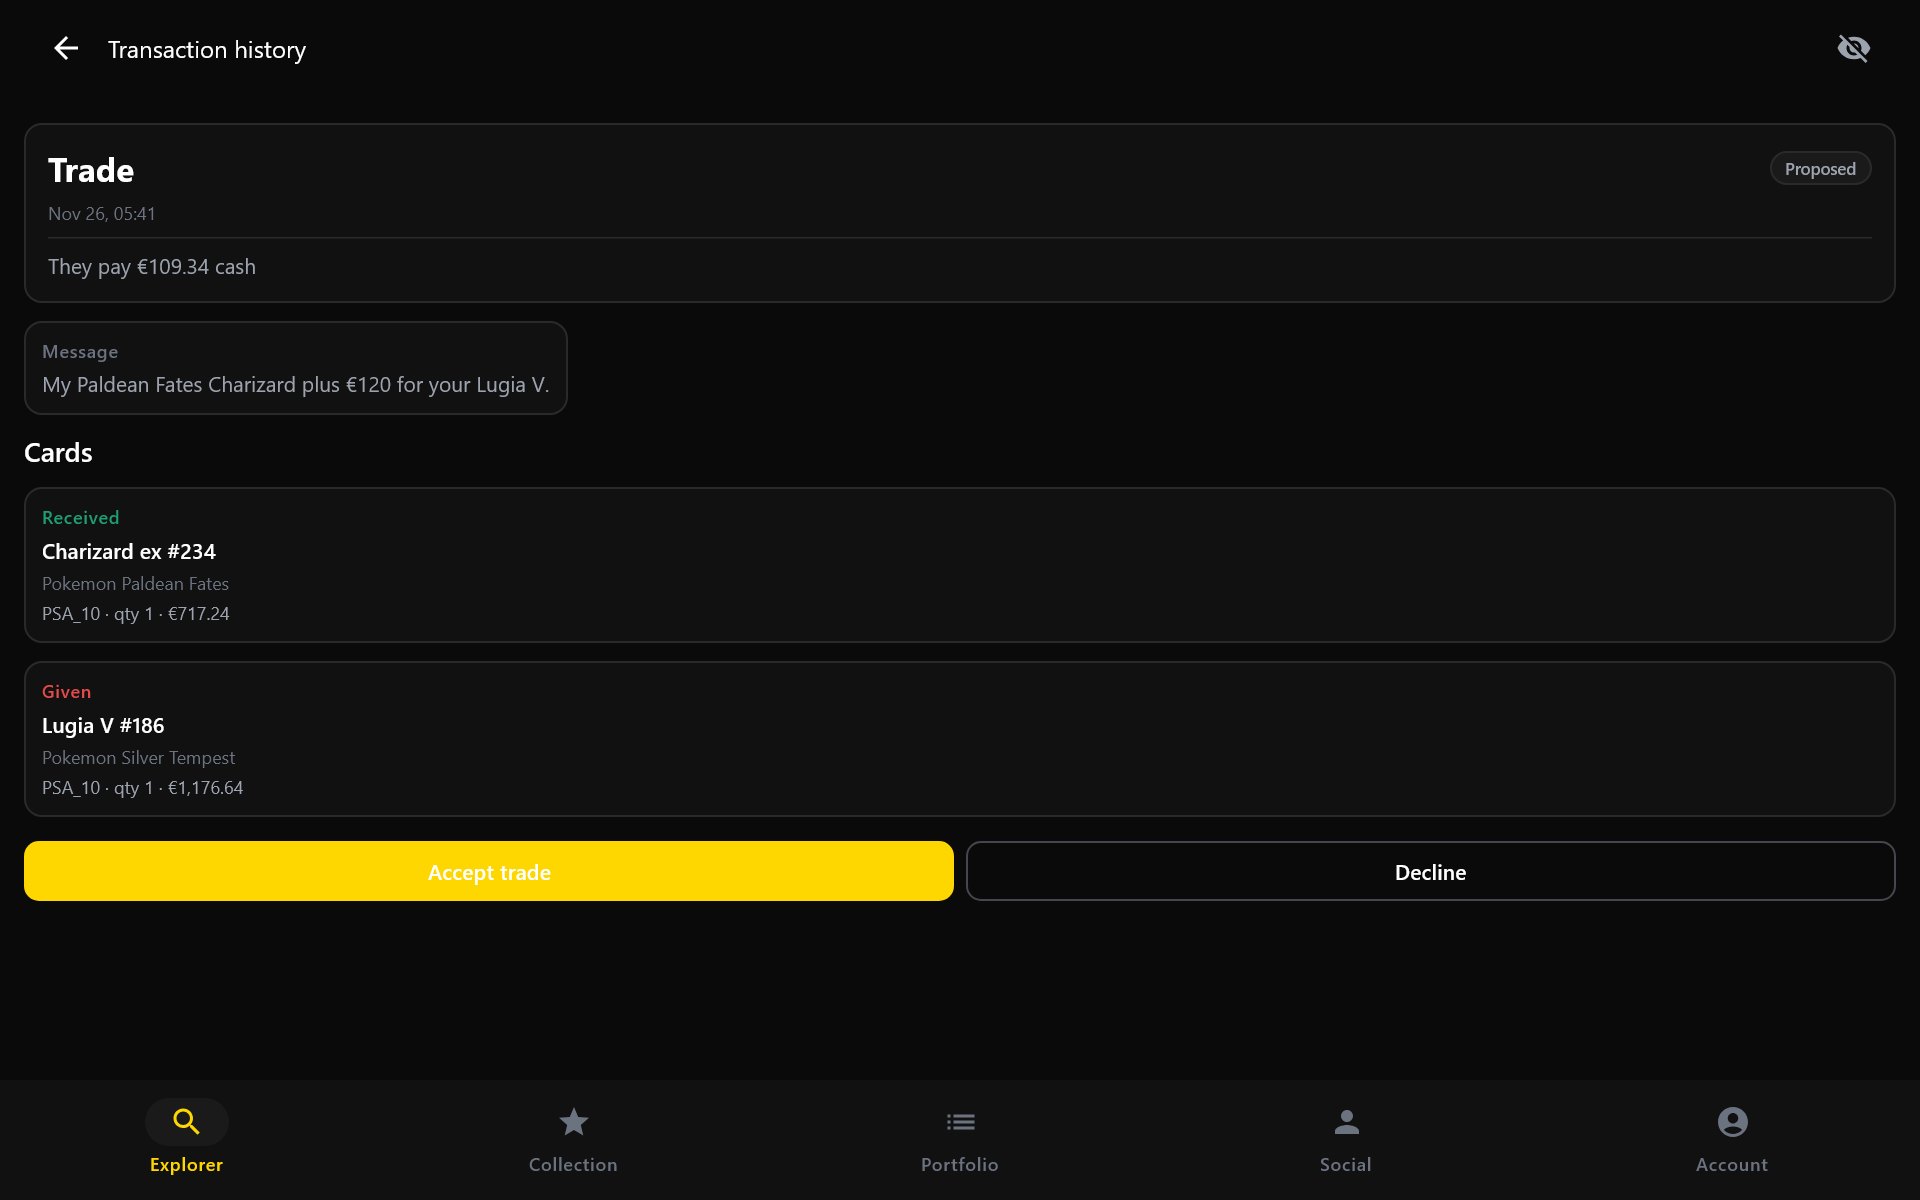 Transaction history
Trade
Proposed
Nov 26, 05:41
They pay €109.34 cash
Message
My Paldean Fates Charizard plus €120 for your Lugia V.
Cards
Received
Charizard ex #234
Pokemon Paldean Fates
PSA_10 · qty 1 · €717.24
Given
Lugia V #186
Pokemon Silver Tempest
PSA_10 · qty 1 · €1,176.64
Accept trade
Decline
Explorer
Collection
Portfolio
Social
Account